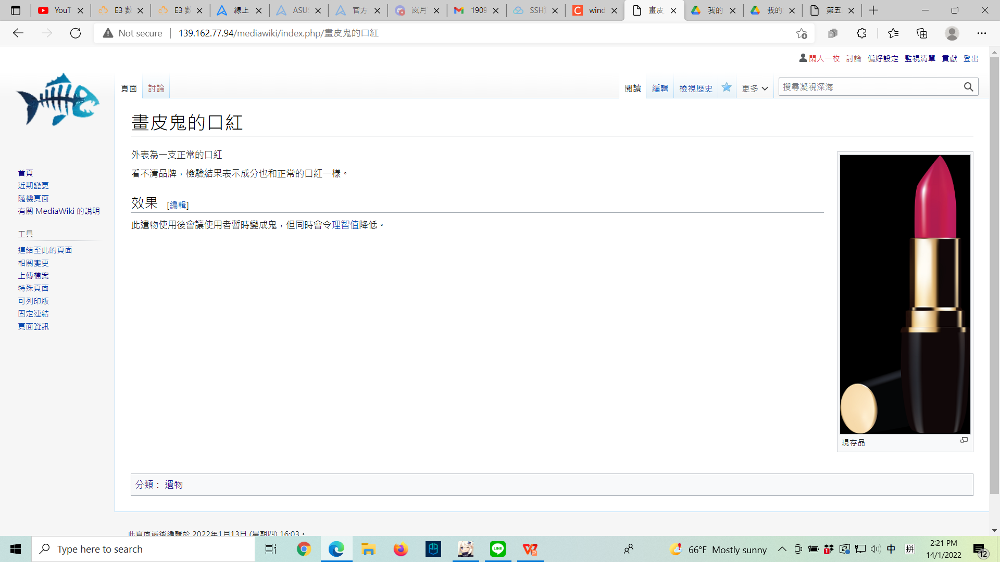 YouT
E3 數
E3 數
線上
ASUS
官方
岚月
1909
SSH
wind
畫皮
我的
我的
第五
Not secure
139.162.77.94/mediawiki/index.php/畫皮鬼的口紅
閑人一枚 討論 偏好設定 監視清單 貢獻 登出
頁面 討論
閱讀 編輯 檢視歷史 更多
搜尋凝視深海
畫皮鬼的口紅
外表為一支正常的口紅
看不清品牌，檢驗結果表示成分也和正常的口紅一樣。
效果 [編輯]
此遺物使用後會讓使用者暫時變成鬼，但同時會令理智值降低。
現存品
首頁
近期變更
隨機頁面
有關 MediaWiki 的說明
工具
連結至此的頁面
相關變更
上傳檔案
特殊頁面
可列印版
固定連結
頁面資訊
分類： 遺物
此頁面最後編輯於 2022年1月13日 (星期四) 16:03。
Type here to search
LINE
66°F Mostly sunny
1
中
拼
2:21 PM
14/1/2022
12